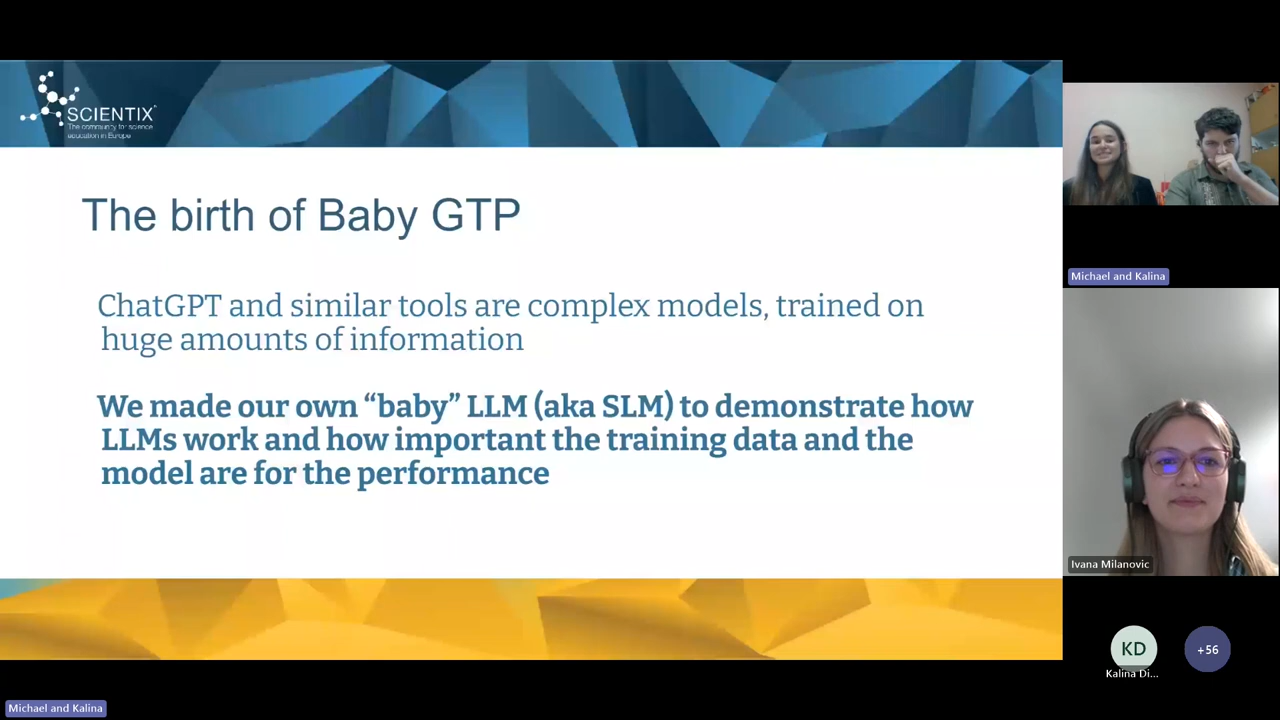 SCIENTIX
The community for science
education in Europe
The birth of Baby GTP
ChatGPT and similar tools are complex models, trained on
huge amounts of information
We made our own “baby” LLM (aka SLM) to demonstrate how
LLMs work and how important the training data and the
model are for the performance
Michael and Kalina
Ivana Milanovic
KD
Kalina Di...
+56
Michael and Kalina